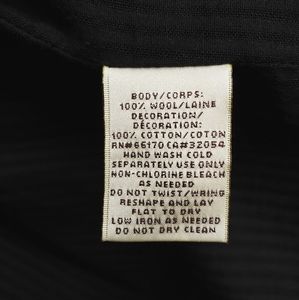 BODY/CORPS:
100% WOOL/LAINE
DECORATION/
DÉCORATION:
100% COTTON/COTON
RN#66170 CA#32054
HAND WASH COLD
SEPARATELY USE ONLY
NON-CHLORINE BLEACH
AS NEEDED
DO NOT TWIST/WRING
RESHAPE AND LAY
FLAT TO DRY
LOW IRON AS NEEDED
DO NOT DRY CLEAN